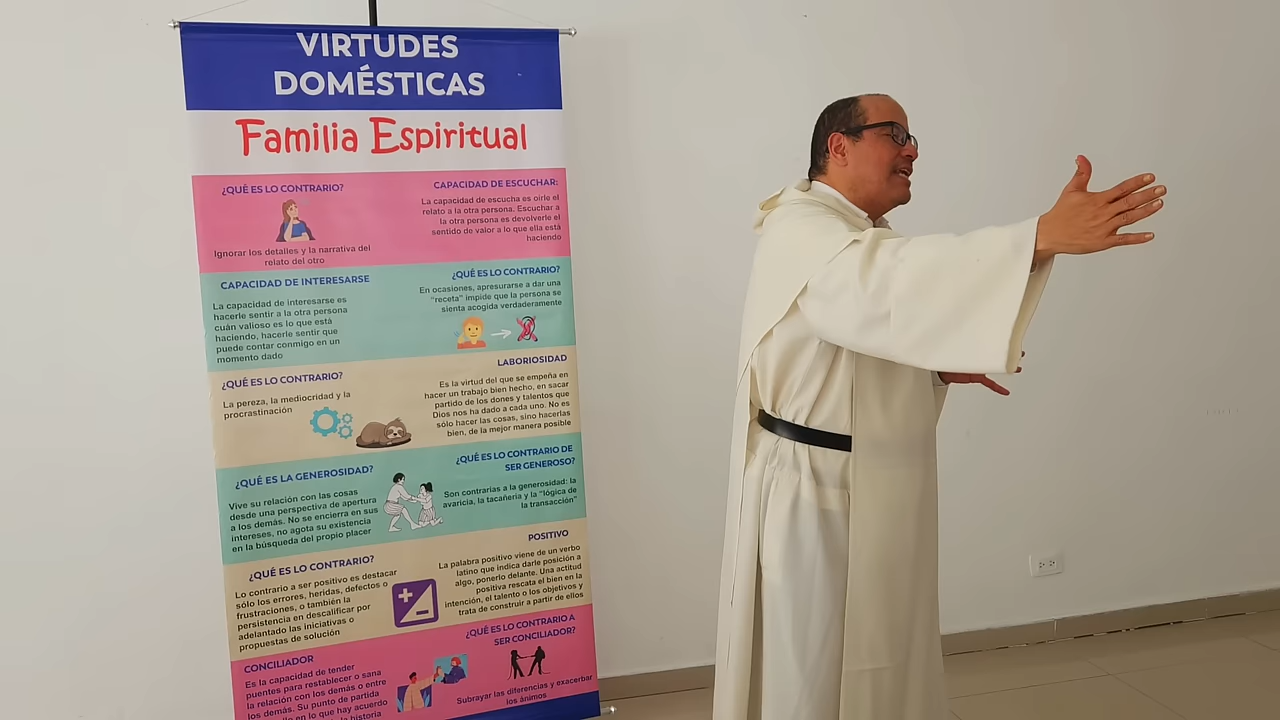 VIRTUDES
DOMÉSTICAS
Familia Espiritual
¿QUÉ ES LO CONTRARIO?
Ignorar los detalles y la narrativa del
relato del otro
CAPACIDAD DE ESCUCHAR:
La capacidad de escucha es oirle el
relato a la otra persona. Escuchar a
la otra persona es devolverle el
sentido de valor a lo que ella está
haciendo
CAPACIDAD DE INTERESARSE
La capacidad de interesarse es
hacerle sentir a la otra persona
cuán valioso es lo que está
haciendo, hacerle sentir que
puede contar conmigo en un
momento dado
¿QUÉ ES LO CONTRARIO?
En ocasiones, apresurarse a dar una
"receta" impide que la persona se
sienta acogida verdaderamente
¿QUÉ ES LO CONTRARIO?
La pereza, la mediocridad y la
procrastinación
LABORIOSIDAD
Es la virtud del que se empeña en
hacer un trabajo bien hecho, en sacar
partido de los dones y talentos que
Dios nos ha dado a cada uno. No es
sólo hacer las cosas, sino hacerlas
bien, de la mejor manera posible
¿QUÉ ES LA GENEROSIDAD?
Vive su relación con las cosas
desde una perspectiva de apertura
a los demás. No se encierra en sus
intereses, no agota su existencia
en la búsqueda del propio placer
¿QUÉ ES LO CONTRARIO DE
SER GENEROSO?
Son contrarias a la generosidad: la
avaricia, la tacañería y la "lógica de
la transacción"
¿QUÉ ES LO CONTRARIO?
Lo contrario a ser positivo es destacar
sólo los errores, heridas, defectos o
frustraciones, o también la
persistencia en descalificar por
adelantado las iniciativas o
propuestas de solución
POSITIVO
La palabra positivo viene de un verbo
latino que indica darle posición a
algo, ponerlo delante. Una actitud
positiva rescata el bien en la
intención, el talento o los objetivos y
trata de construir a partir de ellos
CONCILIADOR
Es la capacidad de tender
puentes para restablecer o sana
la relación con los demás o entre
los demás. Su punto de partida
en lo que hay acuerdo
la historia
¿QUÉ ES LO CONTRARIO A
SER CONCILIADOR?
Subrayar las diferencias y exacerbar
los ánimos